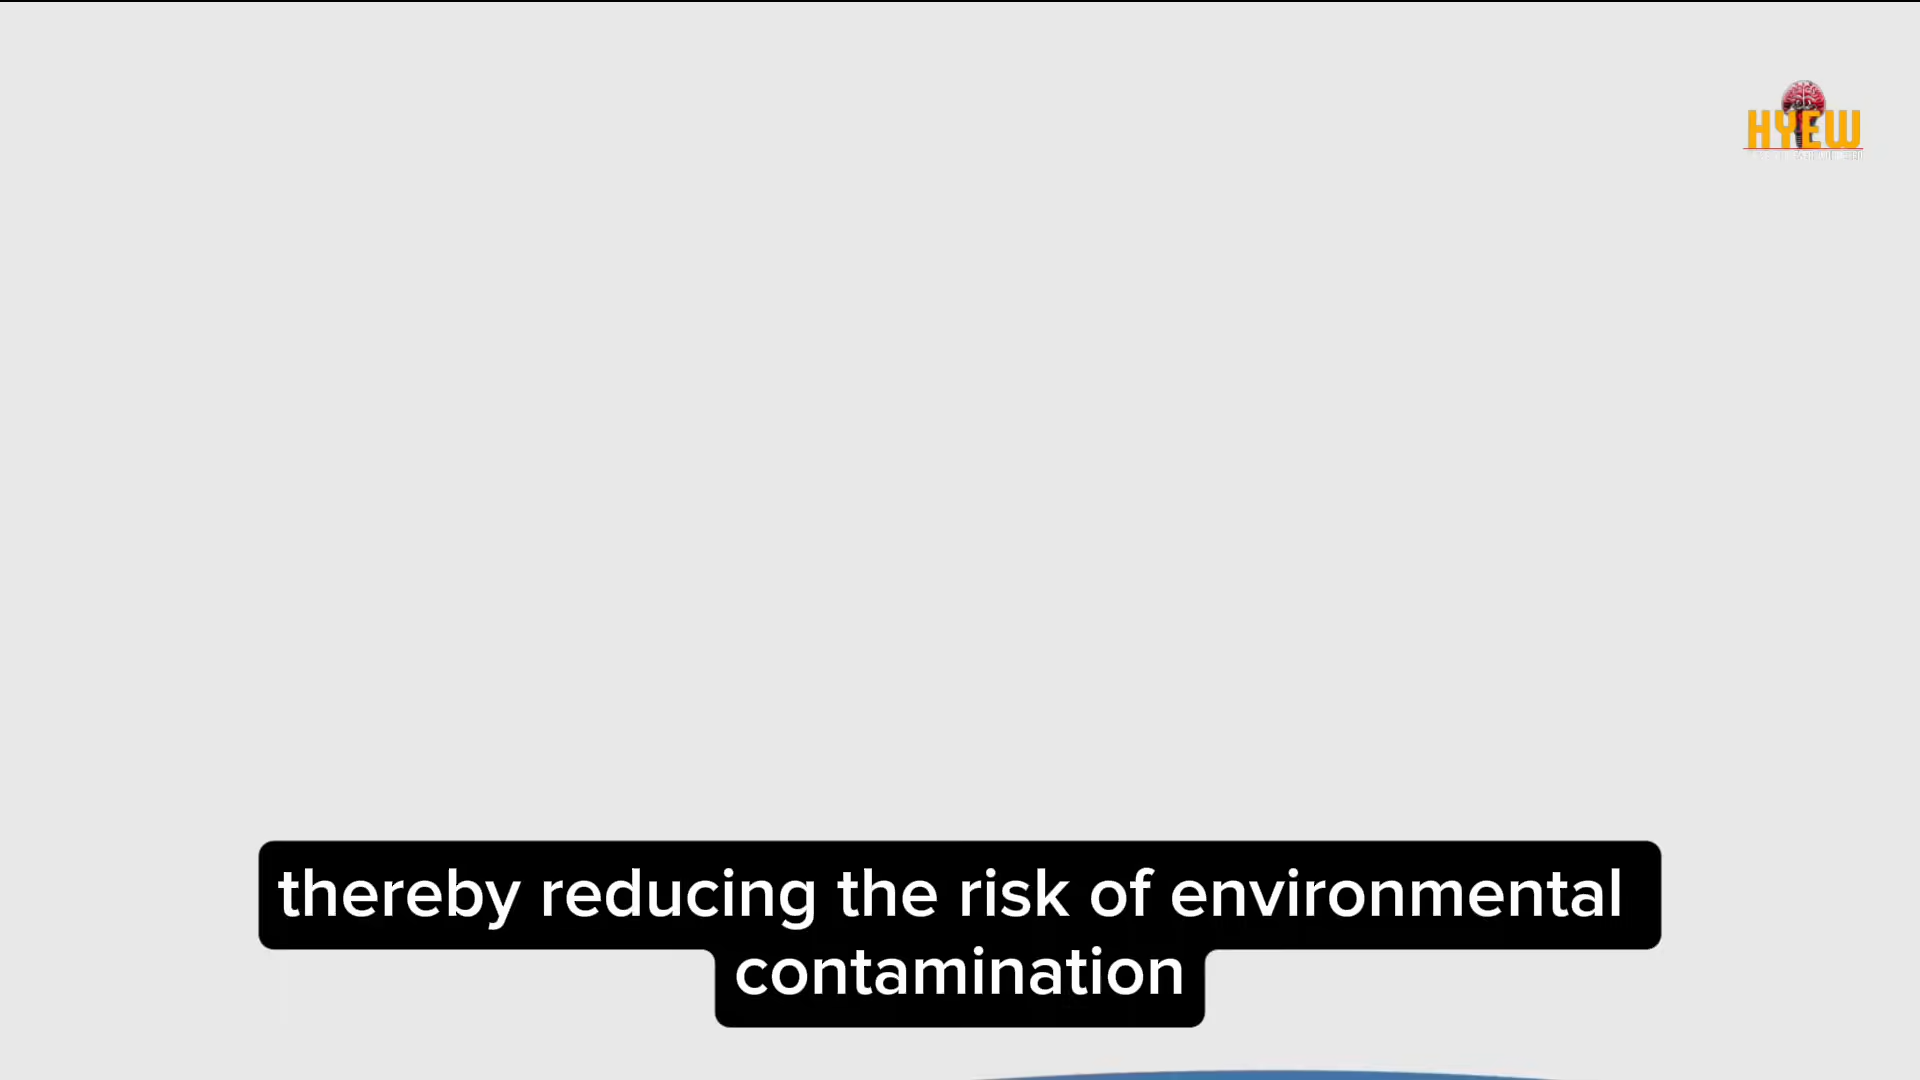 HYEW
thereby reducing the risk of environmental
contamination